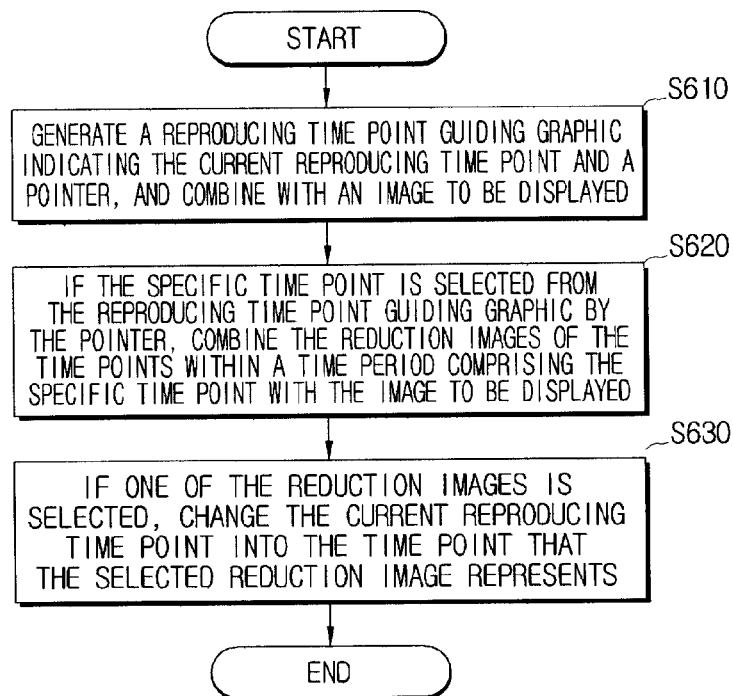 START
S610
GENERATE A REPRODUCING TIME POINT GUIDING GRAPHIC
INDICATING THE CURRENT REPRODUCING TIME POINT AND A
POINTER, AND COMBINE WITH AN IMAGE TO BE DISPLAYED
S620
IF THE SPECIFIC TIME POINT IS SELECTED FROM
THE REPRODUCING TIME POINT GUIDING GRAPHIC BY
THE POINTER, COMBINE THE REDUCTION IMAGES OF THE
TIME POINTS WITHIN A TIME PERIOD COMPRISING THE
SPECIFIC TIME POINT WITH THE IMAGE TO BE DISPLAYED
S630
IF ONE OF THE REDUCTION IMAGES IS
SELECTED, CHANGE THE CURRENT REPRODUCING
TIME POINT INTO THE TIME POINT THAT
THE SELECTED REDUCTION IMAGE REPRESENTS
END